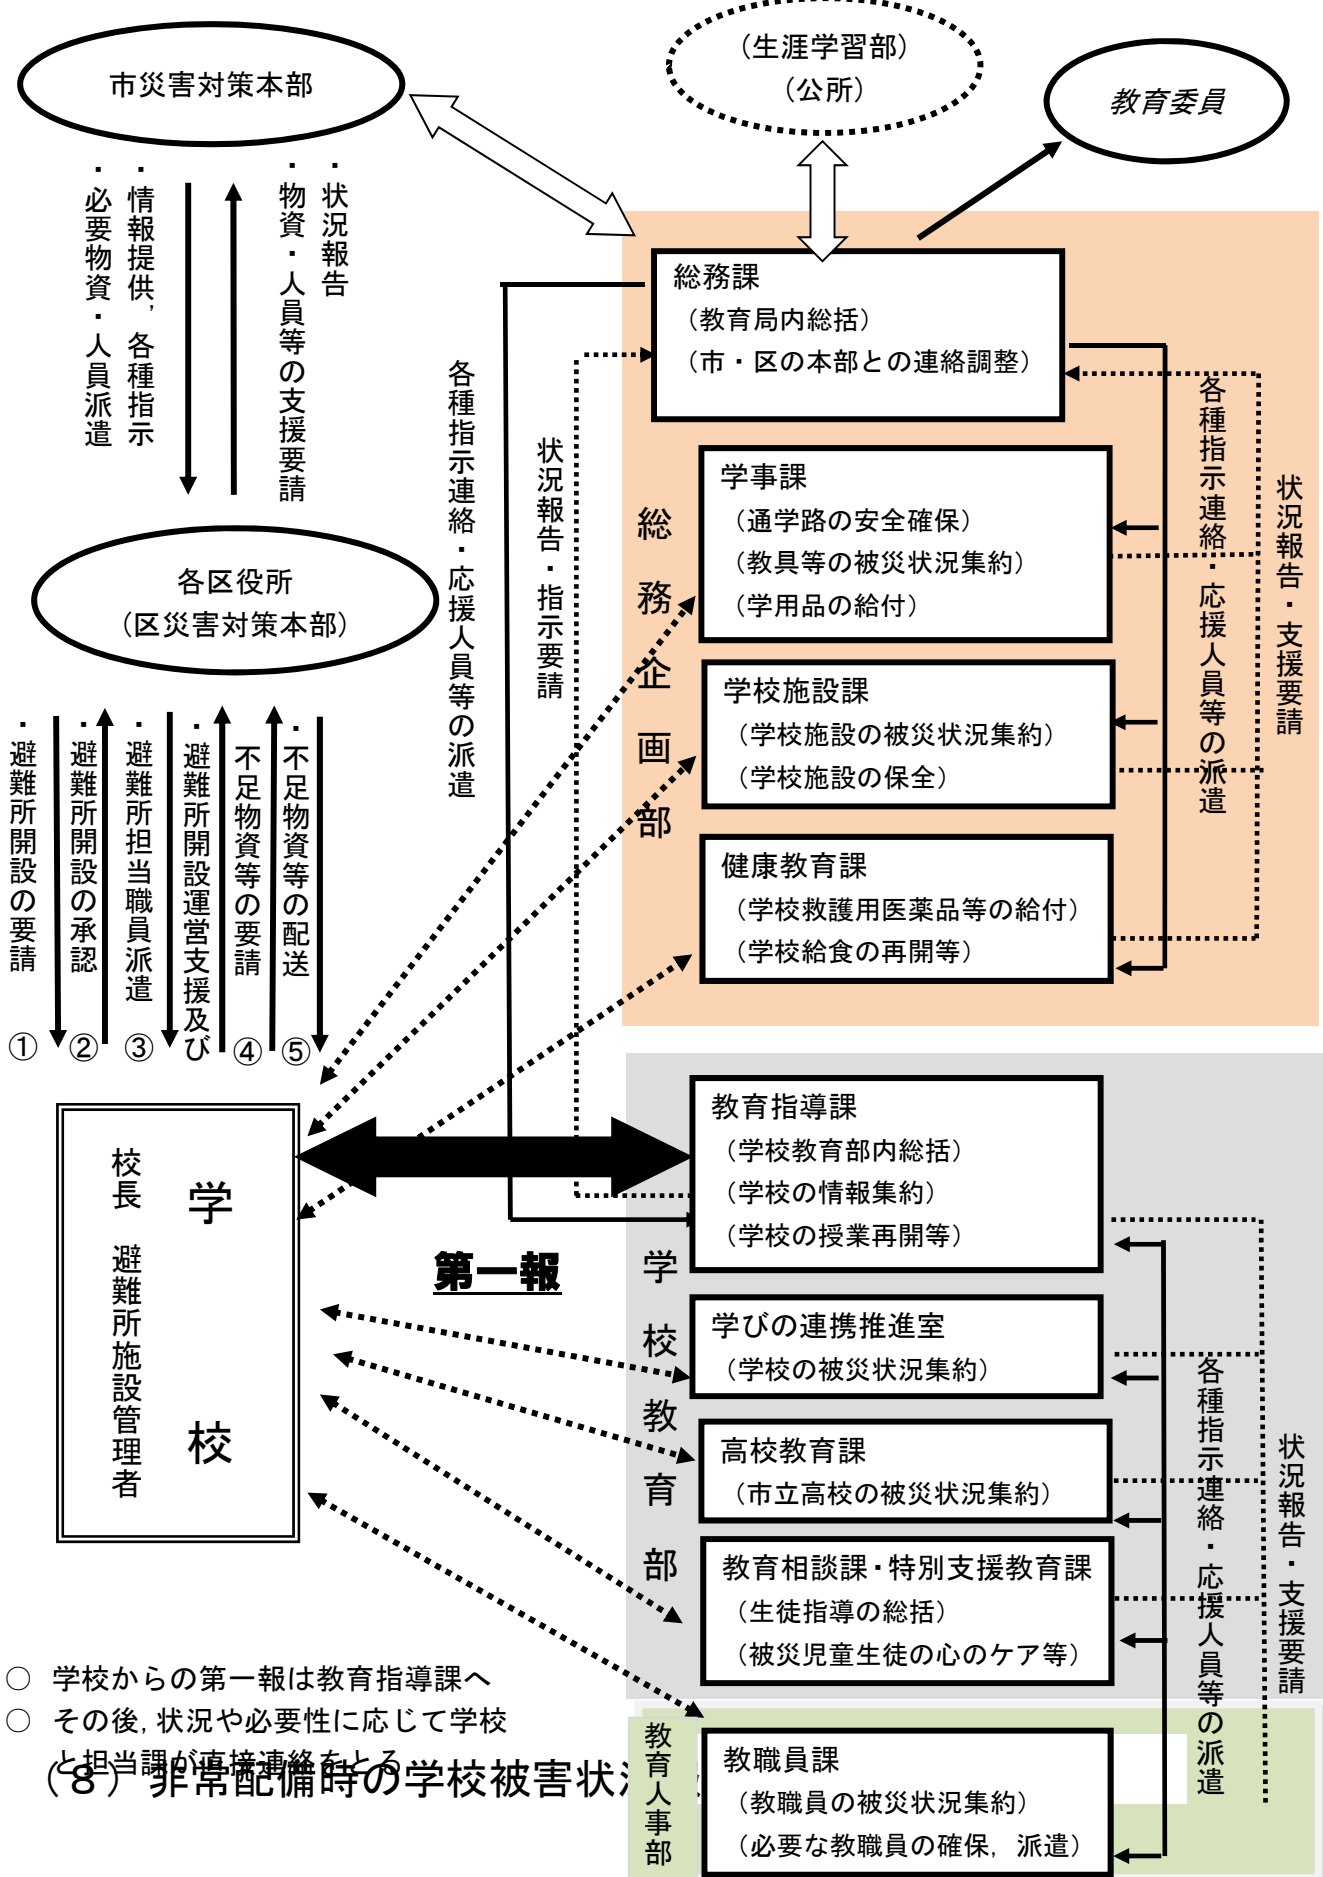 市災害対策本部
（生涯学習部）
（公所）
教育委員
・状況報告
・物資・人員等の支援要請
・情報提供，各種指示
・必要物資・人員派遣
総務課
（教育局内総括）
（市・区の本部との連絡調整）
各種指示連絡・応援人員等の派遣
状況報告・指示要請
各種指示連絡・応援人員等の派遣
状況報告・支援要請
総務企画部
学事課
（通学路の安全確保）
（教具等の被災状況集約）
（学用品の給付）
各区役所
（区災害対策本部）
学校施設課
（学校施設の被災状況集約）
（学校施設の保全）
健康教育課
（学校救護用医薬品等の給付）
（学校給食の再開等）
・避難所開設の要請
①
・避難所開設の承認
②
・避難所担当職員派遣
③
・避難所開設運営支援及び
不足物資等の要請
④
・不足物資等の配送
⑤
学校
校長 避難所施設管理者
第一報
学校教育部
教育指導課
（学校教育部内総括）
（学校の情報集約）
（学校の授業再開等）
学びの連携推進室
（学校の被災状況集約）
高校教育課
（市立高校の被災状況集約）
教育相談課・特別支援教育課
（生徒指導の総括）
（被災児童生徒の心のケア等）
各種指示連絡・応援人員等の派遣
状況報告・支援要請
教育人事部
教職員課
（教職員の被災状況集約）
（必要な教職員の確保，派遣）
○ 学校からの第一報は教育指導課へ
○ その後，状況や必要性に応じて学校
と担当課が直接連絡をとる
（８）非常配備時の学校被害状